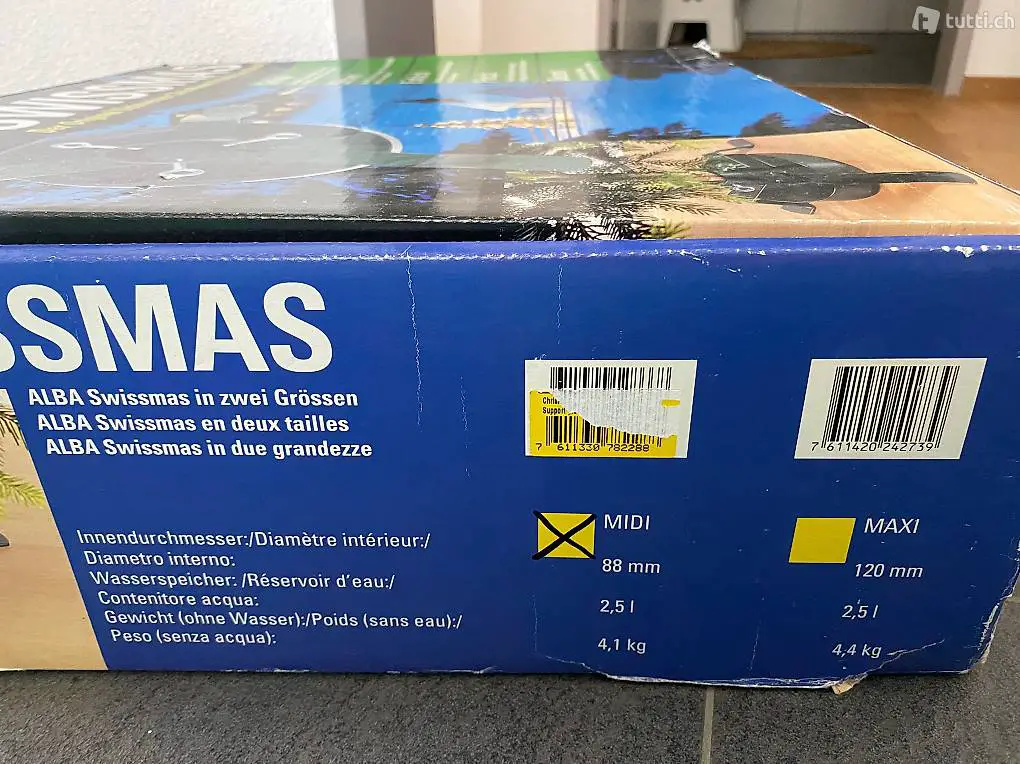 tutti.ch
SWISSMAS
SSMAS
ALBA Swissmas in zwei Grössen
ALBA Swissmas en deux tailles
ALBA Swissmas in due grandezze
Support
7 611330 782288
7 611420 242739
Innendurchmesser:/Diamètre intérieur:/
Diametro interno:
Wasserspeicher: /Réservoir d'eau:/
Contenitore acqua:
Gewicht (ohne Wasser):/Poids (sans eau):/
Peso (senza acqua):
MIDI
88 mm
2,5 l
4,1 kg
MAXI
120 mm
2,5 l
4,4 kg